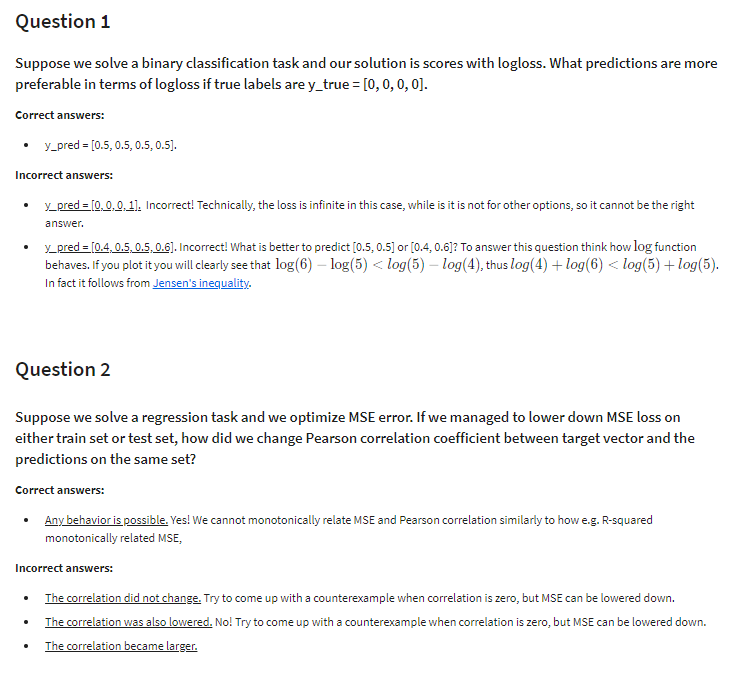 Question 1
Suppose we solve a binary classification task and our solution is scores with logloss. What predictions are more
preferable in terms of logloss if true labels are y_true = [0, 0, 0, 0].
Correct answers:
• y_pred = [0.5, 0.5, 0.5, 0.5].
Incorrect answers:
• y_pred = [0, 0, 0, 1]. Incorrect! Technically, the loss is infinite in this case, while is it is not for other options, so it cannot be the right
answer.
• y_pred = [0.4, 0.5, 0.5, 0.6]. Incorrect! What is better to predict [0.5, 0.5] or [0.4, 0.6]? To answer this question think how log function
behaves. If you plot it you will clearly see that log(6) − log(5) < log(5) − log(4), thus log(4) + log(6) < log(5) + log(5).
In fact it follows from Jensen's inequality.
Question 2
Suppose we solve a regression task and we optimize MSE error. If we managed to lower down MSE loss on
either train set or test set, how did we change Pearson correlation coefficient between target vector and the
predictions on the same set?
Correct answers:
• Any behavior is possible. Yes! We cannot monotonically relate MSE and Pearson correlation similarly to how e.g. R-squared
monotonically related MSE,
Incorrect answers:
• The correlation did not change. Try to come up with a counterexample when correlation is zero, but MSE can be lowered down.
• The correlation was also lowered. No! Try to come up with a counterexample when correlation is zero, but MSE can be lowered down.
• The correlation became larger.